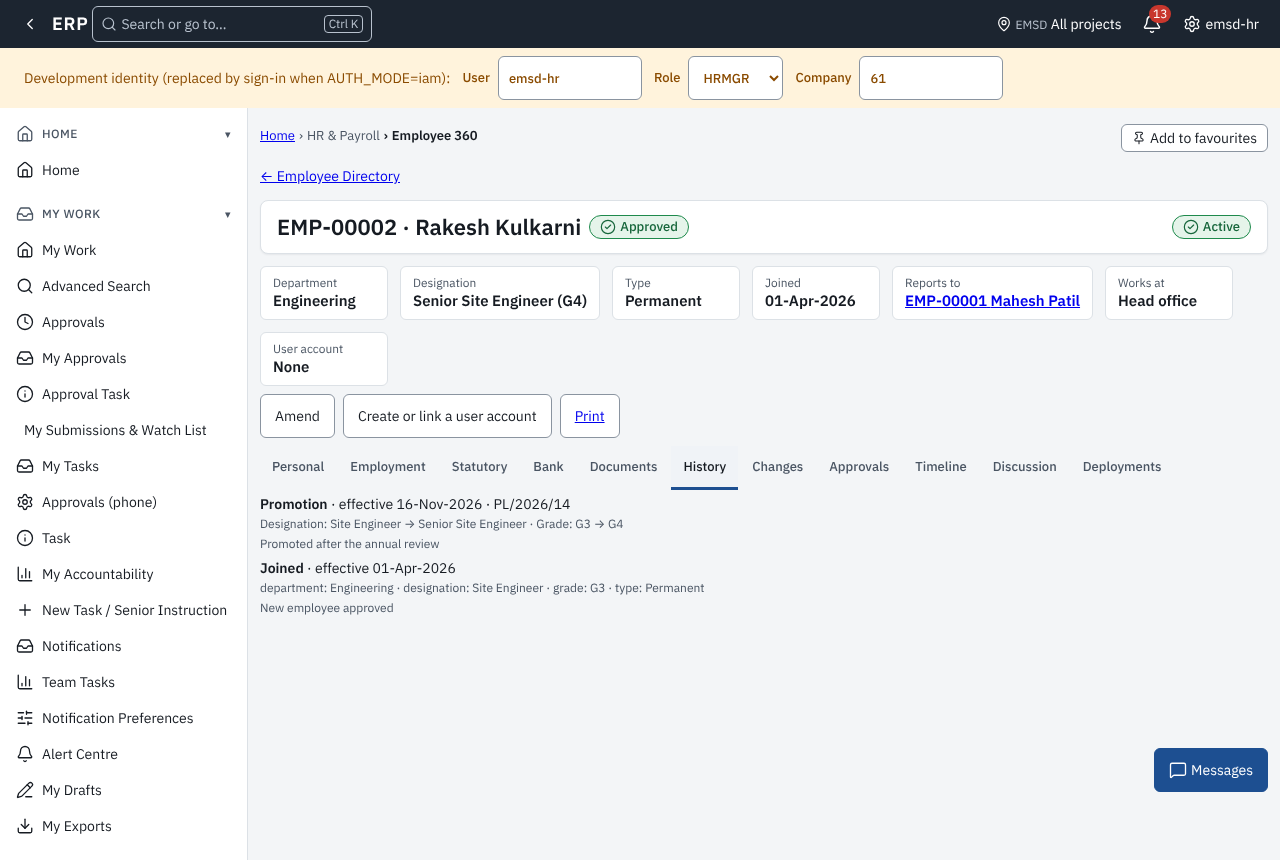 ERP
Search or go to...
Ctrl K
EMSD All projects
13
emsd-hr
Development identity (replaced by sign-in when AUTH_MODE=iam):
User
emsd-hr
Role
HRMGR
Company
61
HOME
Home
MY WORK
My Work
Advanced Search
Approvals
My Approvals
Approval Task
My Submissions & Watch List
My Tasks
Approvals (phone)
Task
My Accountability
New Task / Senior Instruction
Notifications
Team Tasks
Notification Preferences
Alert Centre
My Drafts
My Exports
Home › HR & Payroll › Employee 360
Add to favourites
← Employee Directory
EMP-00002 · Rakesh Kulkarni
Approved
Active
Department
Engineering
Designation
Senior Site Engineer (G4)
Type
Permanent
Joined
01-Apr-2026
Reports to
EMP-00001 Mahesh Patil
Works at
Head office
User account
None
Amend
Create or link a user account
Print
Personal
Employment
Statutory
Bank
Documents
History
Changes
Approvals
Timeline
Discussion
Deployments
Promotion · effective 16-Nov-2026 · PL/2026/14
Designation: Site Engineer → Senior Site Engineer · Grade: G3 → G4
Promoted after the annual review
Joined · effective 01-Apr-2026
department: Engineering · designation: Site Engineer · grade: G3 · type: Permanent
New employee approved
Messages